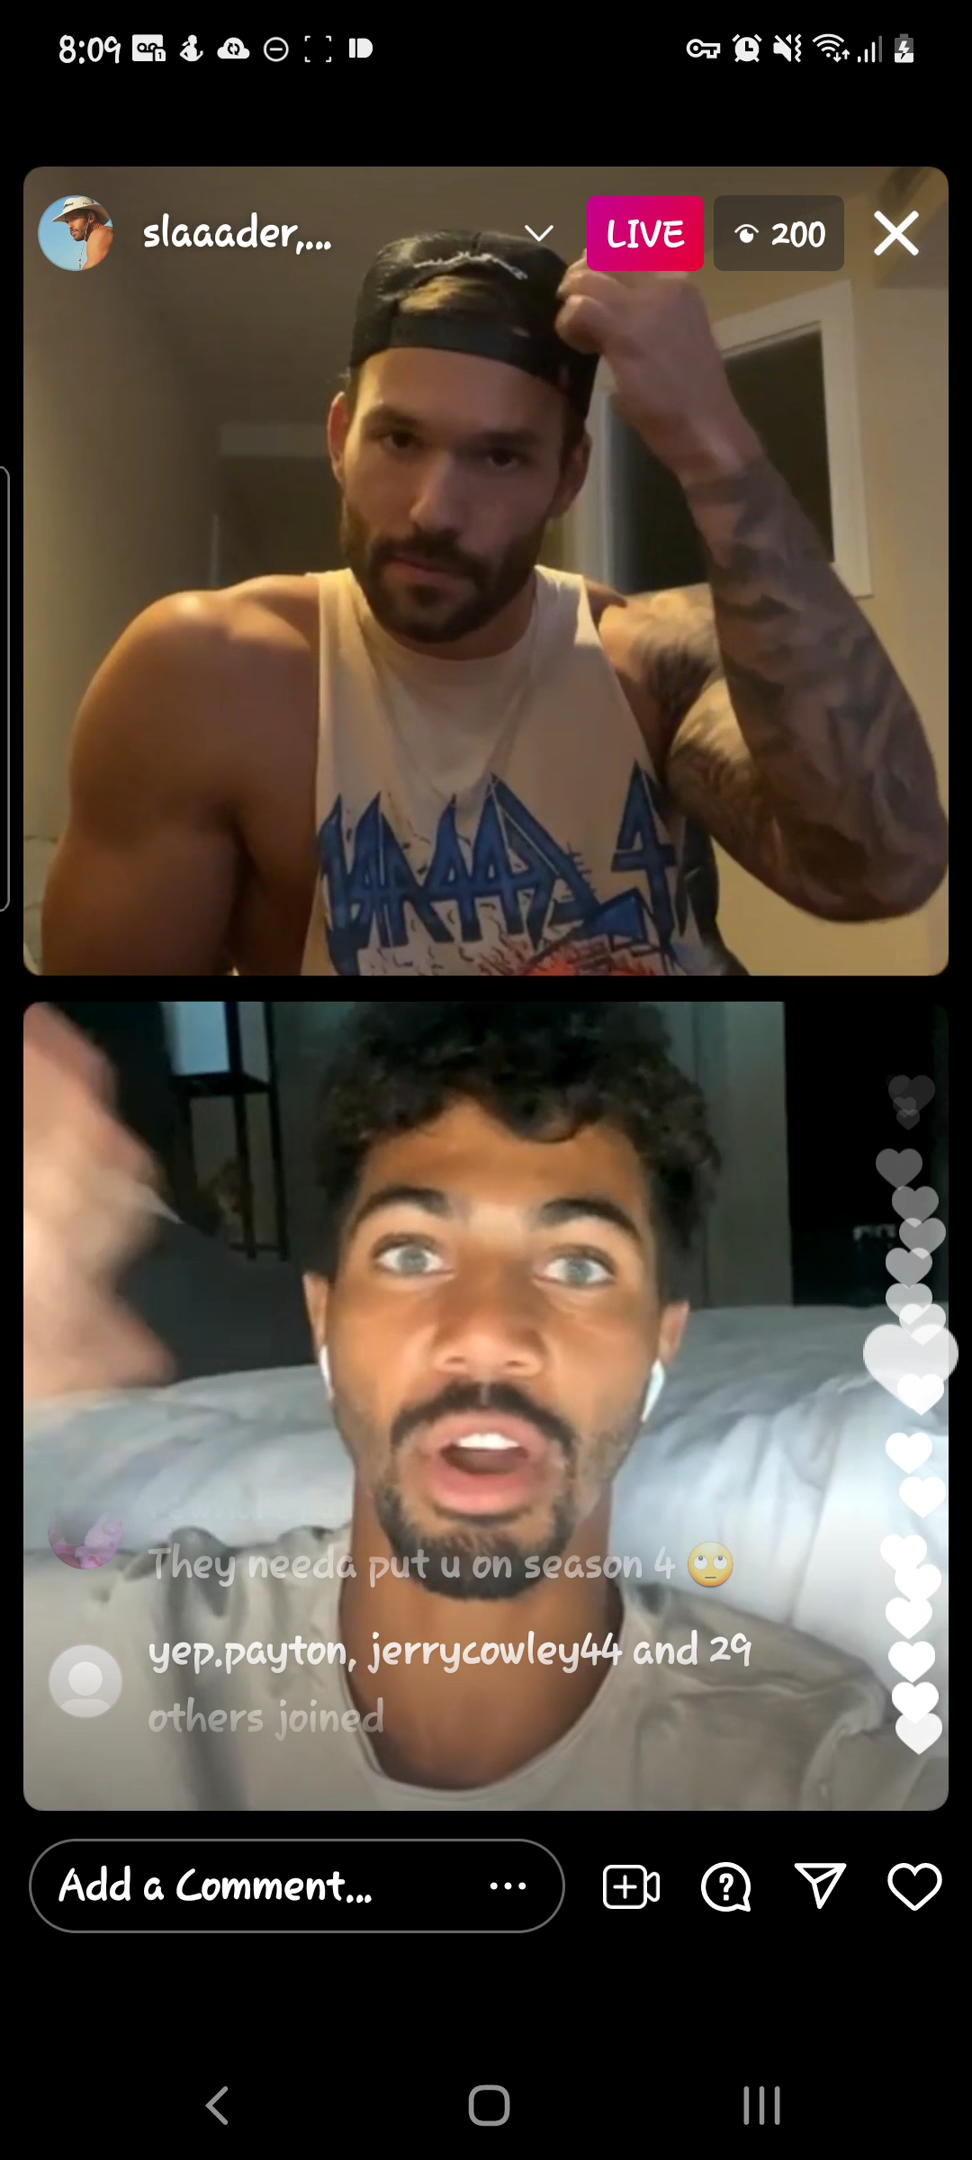 8:09
slaaader,...
LIVE
200
They needa put u on season 4 🙄
yep.payton, jerrycowley44 and 29
others joined
Add a Comment...